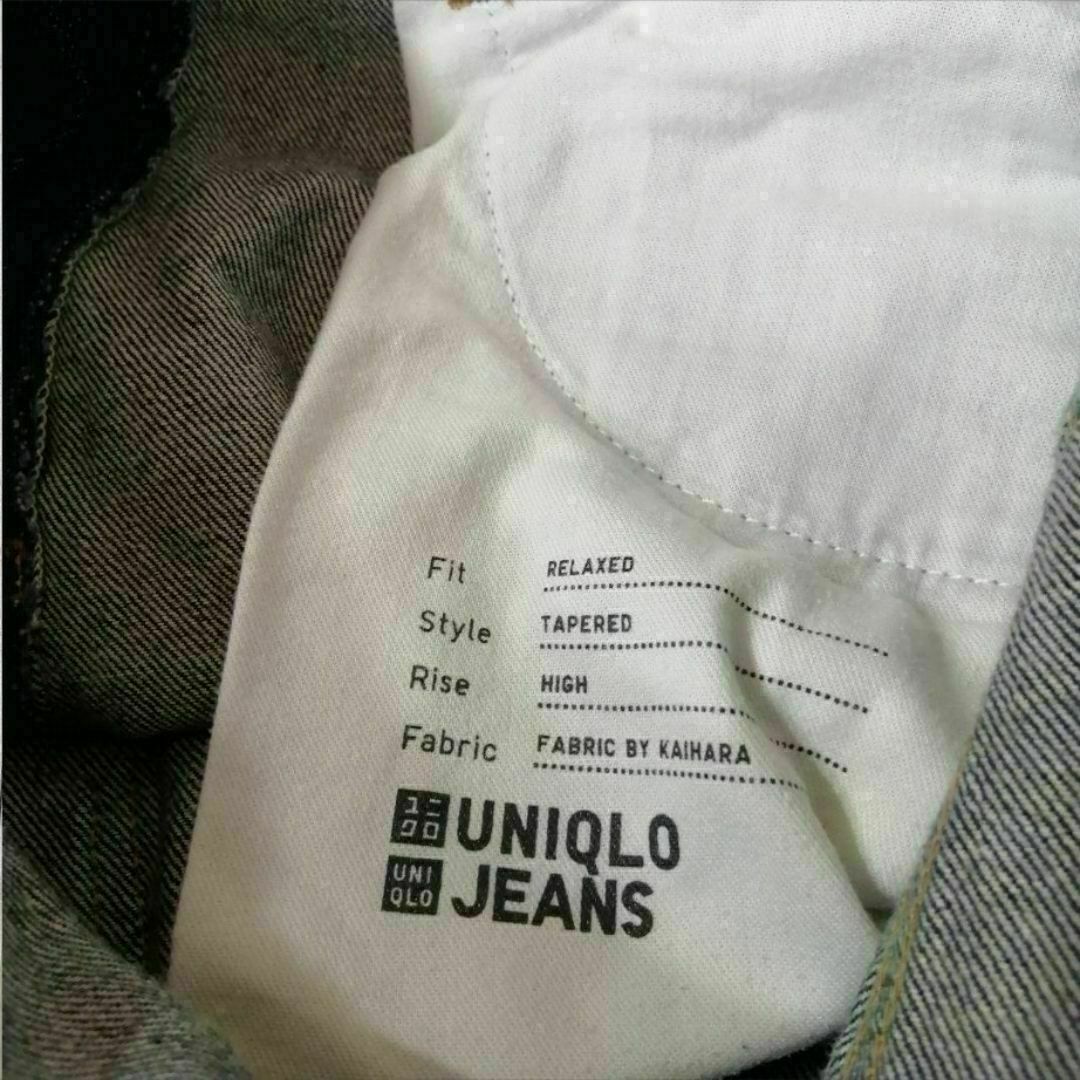 Fit RELAXED
Style TAPERED
Rise HIGH
Fabric FABRIC BY KAIHARA
ユニ
クロ
UNIQLO
UNI
QLO
JEANS